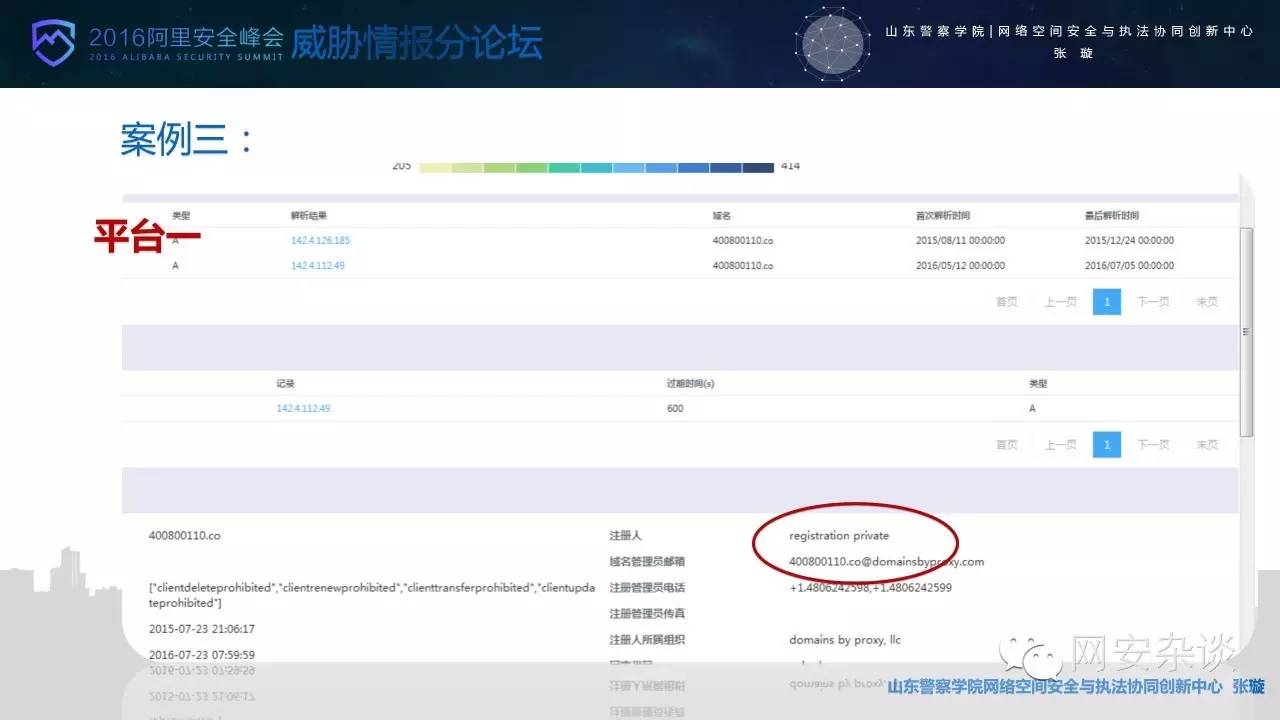 2016阿里安全峰会 威胁情报分论坛
2016 ALIBABA SECURITY SUMMIT
山东警察学院|网络空间安全与执法协同创新中心
张 璇
案例三：
205 414
平台一
类型 解析结果 域名 首次解析时间 最后解析时间
A 142.4.126.185 400800110.co 2015/08/11 00:00:00 2015/12/24 00:00:00
A 142.4.112.49 400800110.co 2016/05/12 00:00:00 2016/07/05 00:00:00
首页 上一页 1 下一页 末页
记录 过期时间(s) 类型
142.4.112.49 600 A
首页 上一页 1 下一页 末页
400800110.co 注册人 registration private
域名管理员邮箱 400800110.co@domainsbyproxy.com
["clientdeleteprohibited","clientrenewprohibited","clienttransferprohibited","clientupda 注册管理员电话 +1.4806242598,+1.4806242599
teprohibited"] 注册管理员传真
2015-07-23 21:06:17 注册人所属组织 domains by proxy, llc
2016-07-23 07:59:59
网安杂谈
山东警察学院网络空间安全与执法协同创新中心 张璇